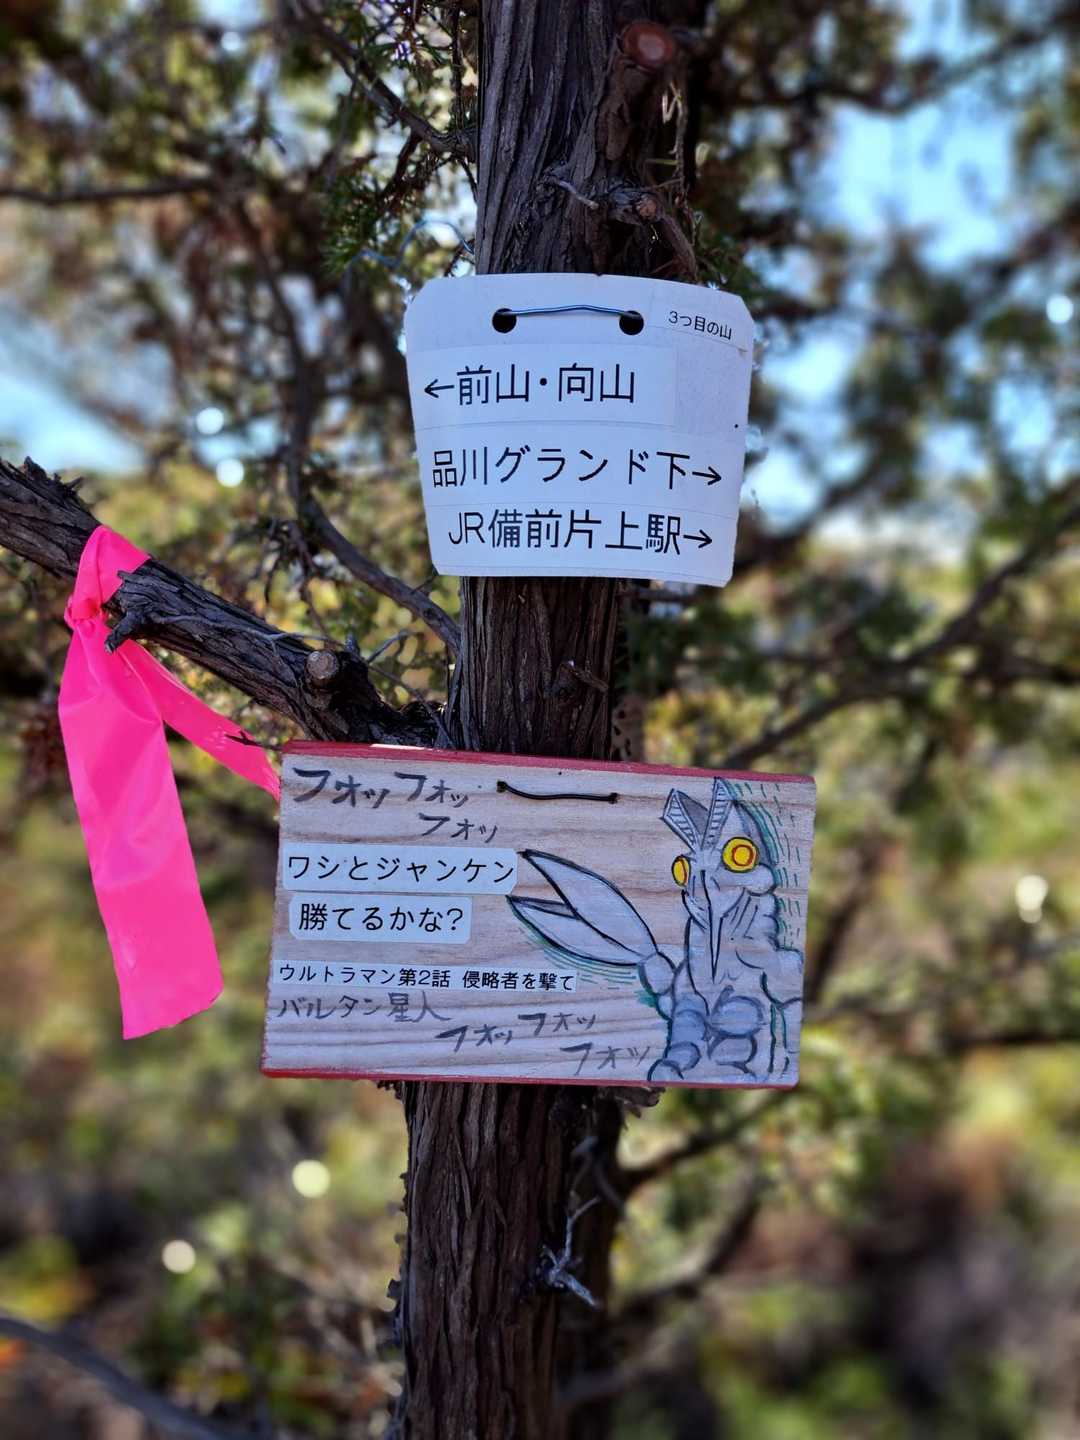 3つ目の山
←前山・向山
品川グランド下→
JR備前片上駅→
フォッ フォッ
フォッ
ワシとジャンケン
勝てるかな?
ウルトラマン第2話 侵略者を撃て
バルタン星人
フォッ フォッ
フォッ